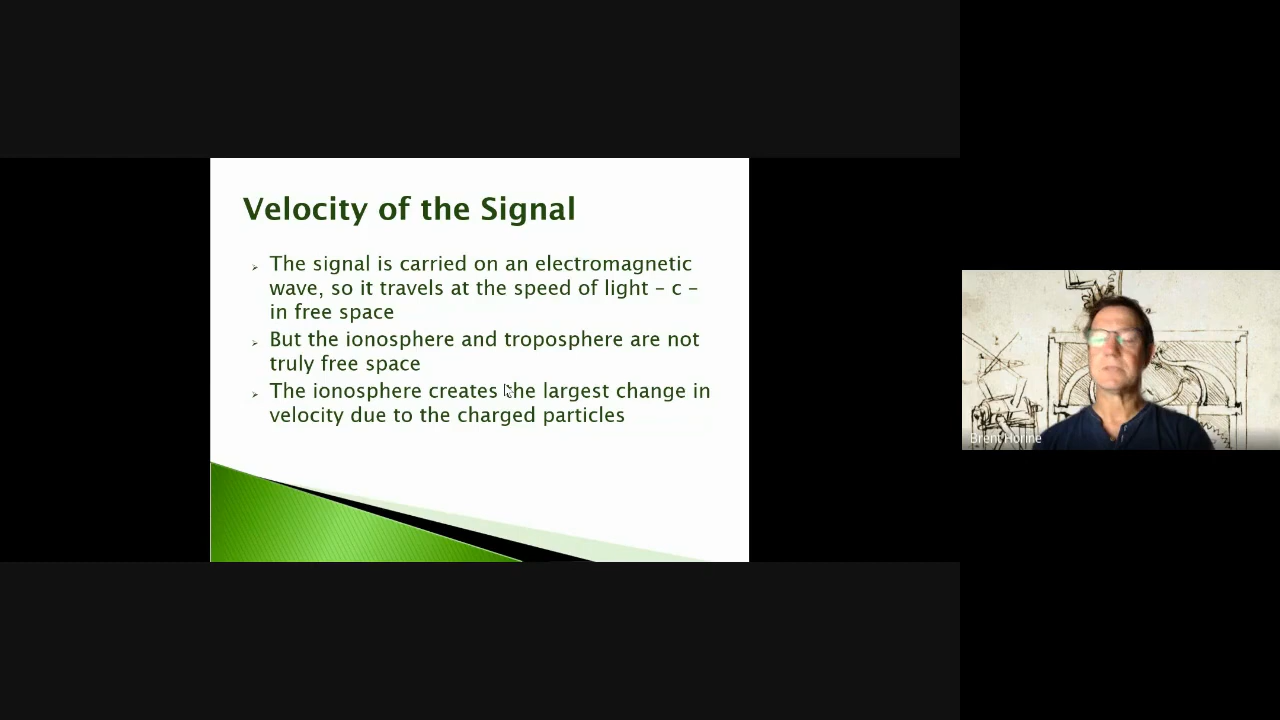 Velocity of the Signal
The signal is carried on an electromagnetic
wave, so it travels at the speed of light – c –
in free space
But the ionosphere and troposphere are not
truly free space
The ionosphere creates the largest change in
velocity due to the charged particles
Brent Horine